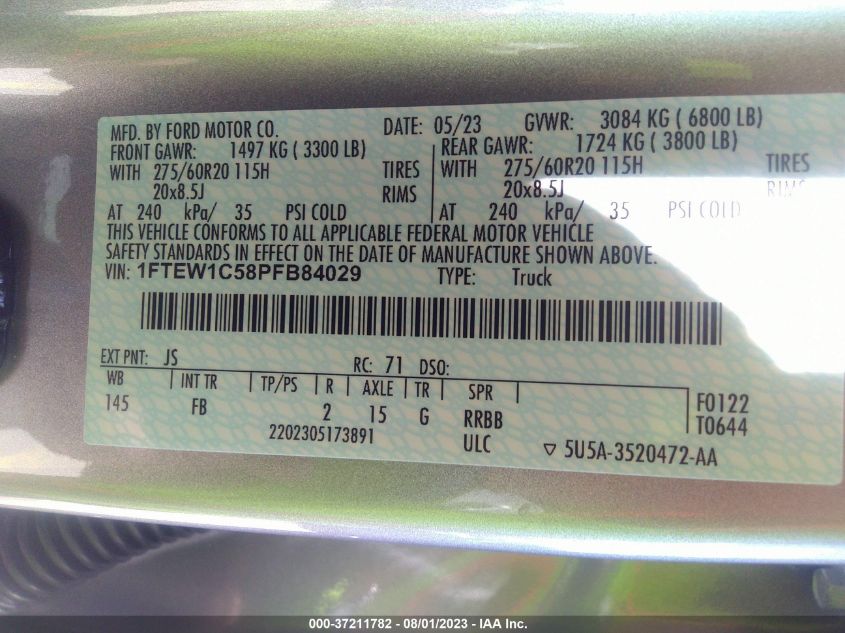 MFD. BY FORD MOTOR CO. DATE: 05/23 GVWR: 3084 KG ( 6800 LB)
FRONT GAWR: 1497 KG ( 3300 LB) REAR GAWR: 1724 KG ( 3800 LB)
WITH 275/60R20 115H TIRES WITH 275/60R20 115H TIRES
20x8.5J RIMS 20x8.5J RIMS
AT 240 kPa/ 35 PSI COLD AT 240 kPa/ 35 PSI COLD
THIS VEHICLE CONFORMS TO ALL APPLICABLE FEDERAL MOTOR VEHICLE
SAFETY STANDARDS IN EFFECT ON THE DATE OF MANUFACTURE SHOWN ABOVE.
VIN: 1FTEW1C58PFB84029 TYPE: Truck
EXT PNT: JS RC: 71 DSO:
WB INT TR TP/PS R AXLE TR SPR
145 FB 2 15 G RRBB F0122
2202305173891 ULC T0644
5U5A-3520472-AA
000-37211782 - 08/01/2023 - IAA Inc.